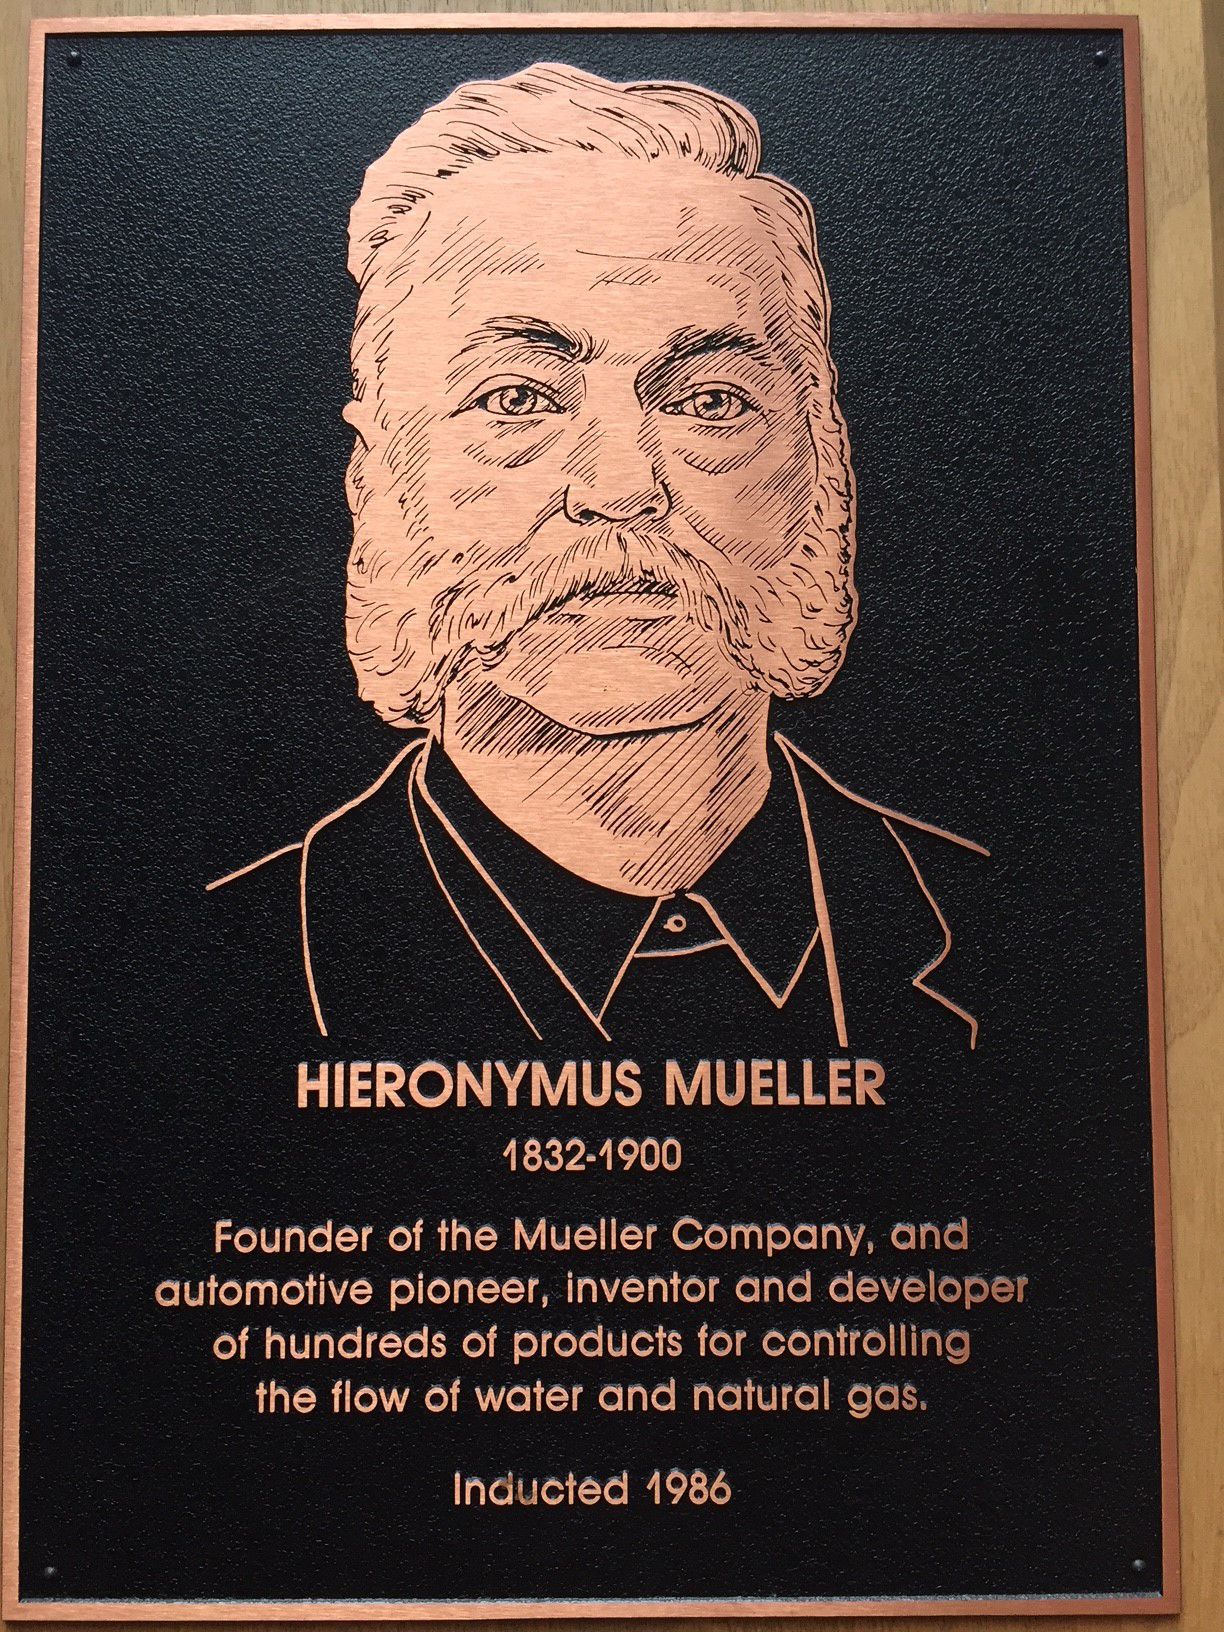 HIERONYMUS MUELLER
1832-1900
Founder of the Mueller Company, and
automotive pioneer, inventor and developer
of hundreds of products for controlling
the flow of water and natural gas.
Inducted 1986